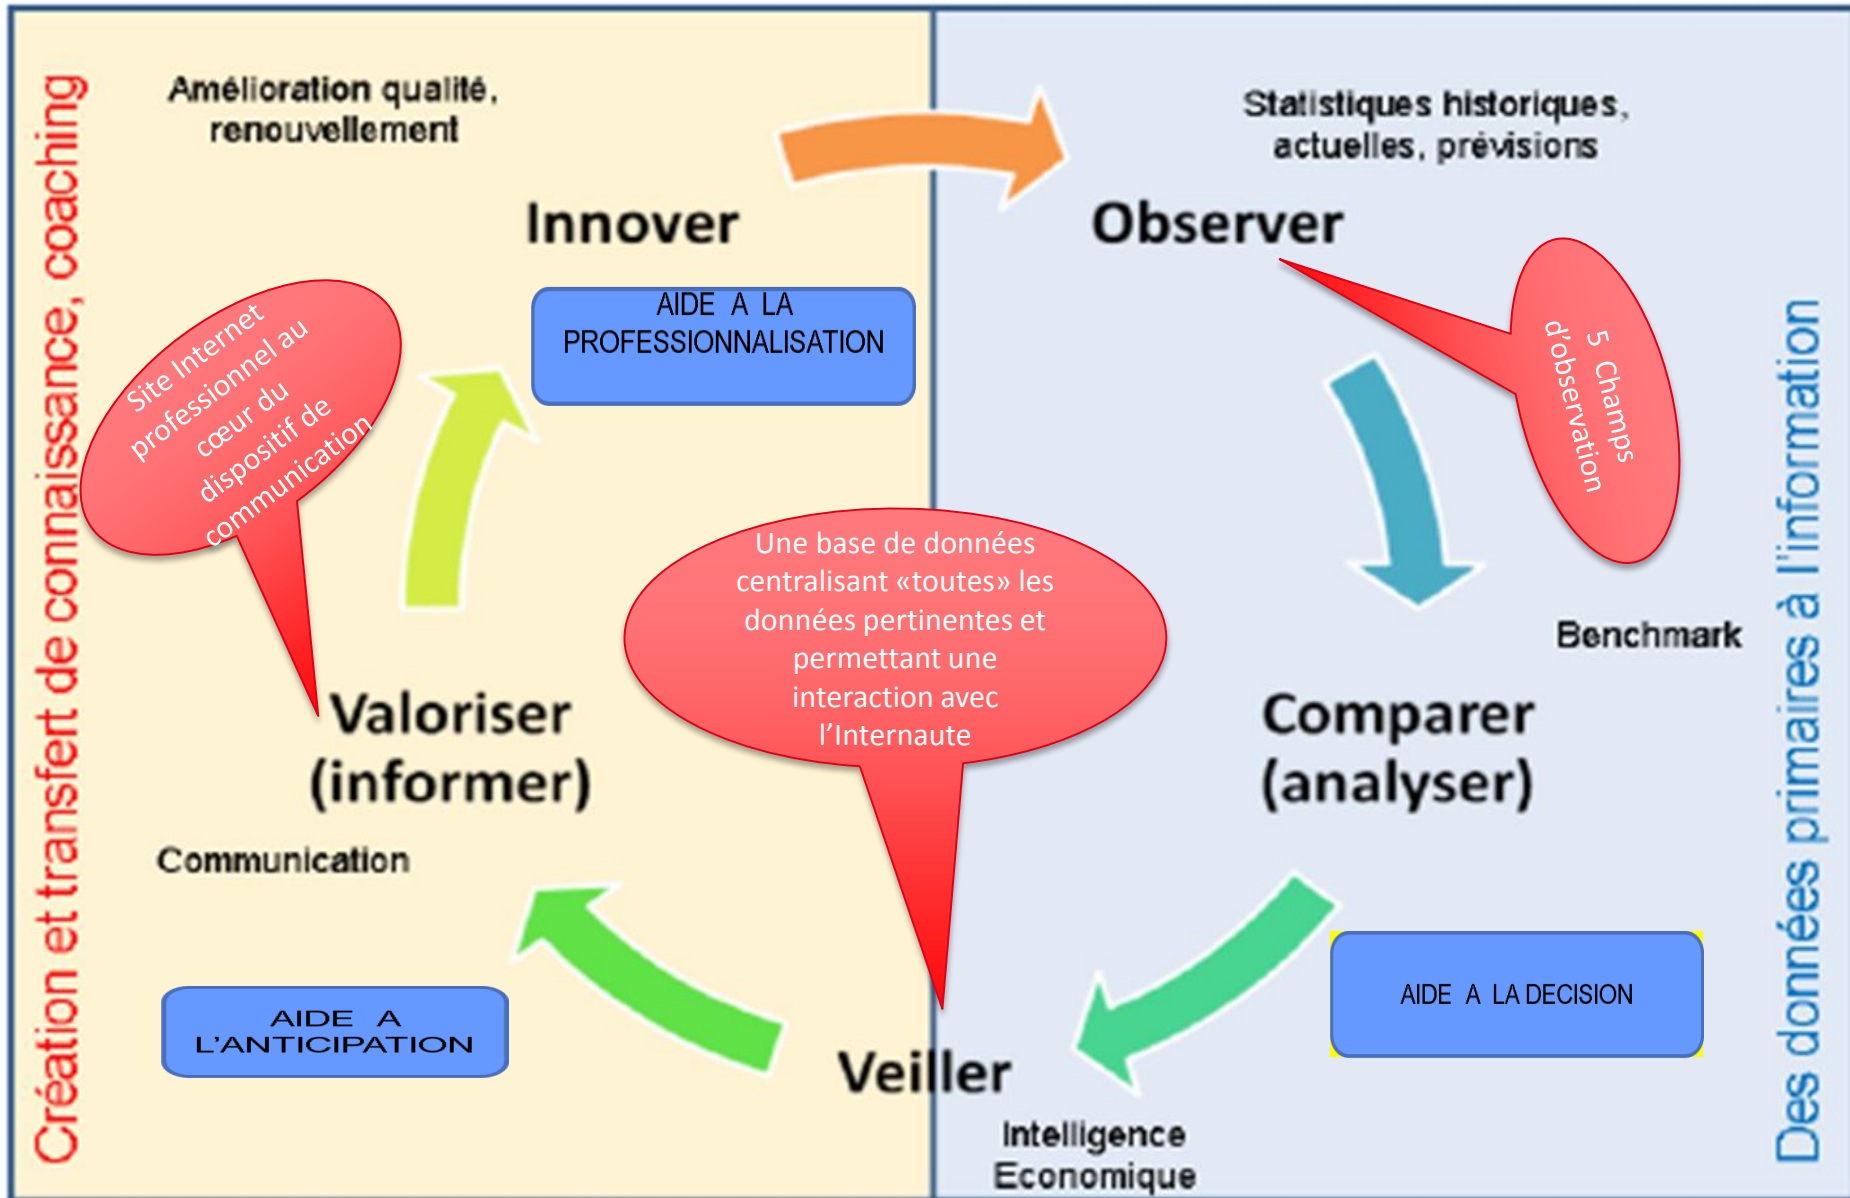 Création et transfert de connaissance, coaching
Amélioration qualité,
renouvellement
Innover
AIDE A LA
PROFESSIONNALISATION
Site Internet
professionnel au
cœur du
dispositif de
communication
Valoriser
(informer)
Communication
AIDE A
L'ANTICIPATION
Une base de données
centralisant «toutes» les
données pertinentes et
permettant une
interaction avec
l'Internaute
Veiller
Intelligence
Economique
Statistiques historiques,
actuelles, prévisions
Observer
5 Champs
d'observation
Benchmark
Comparer
(analyser)
AIDE A LA DECISION
Des données primaires à l'information